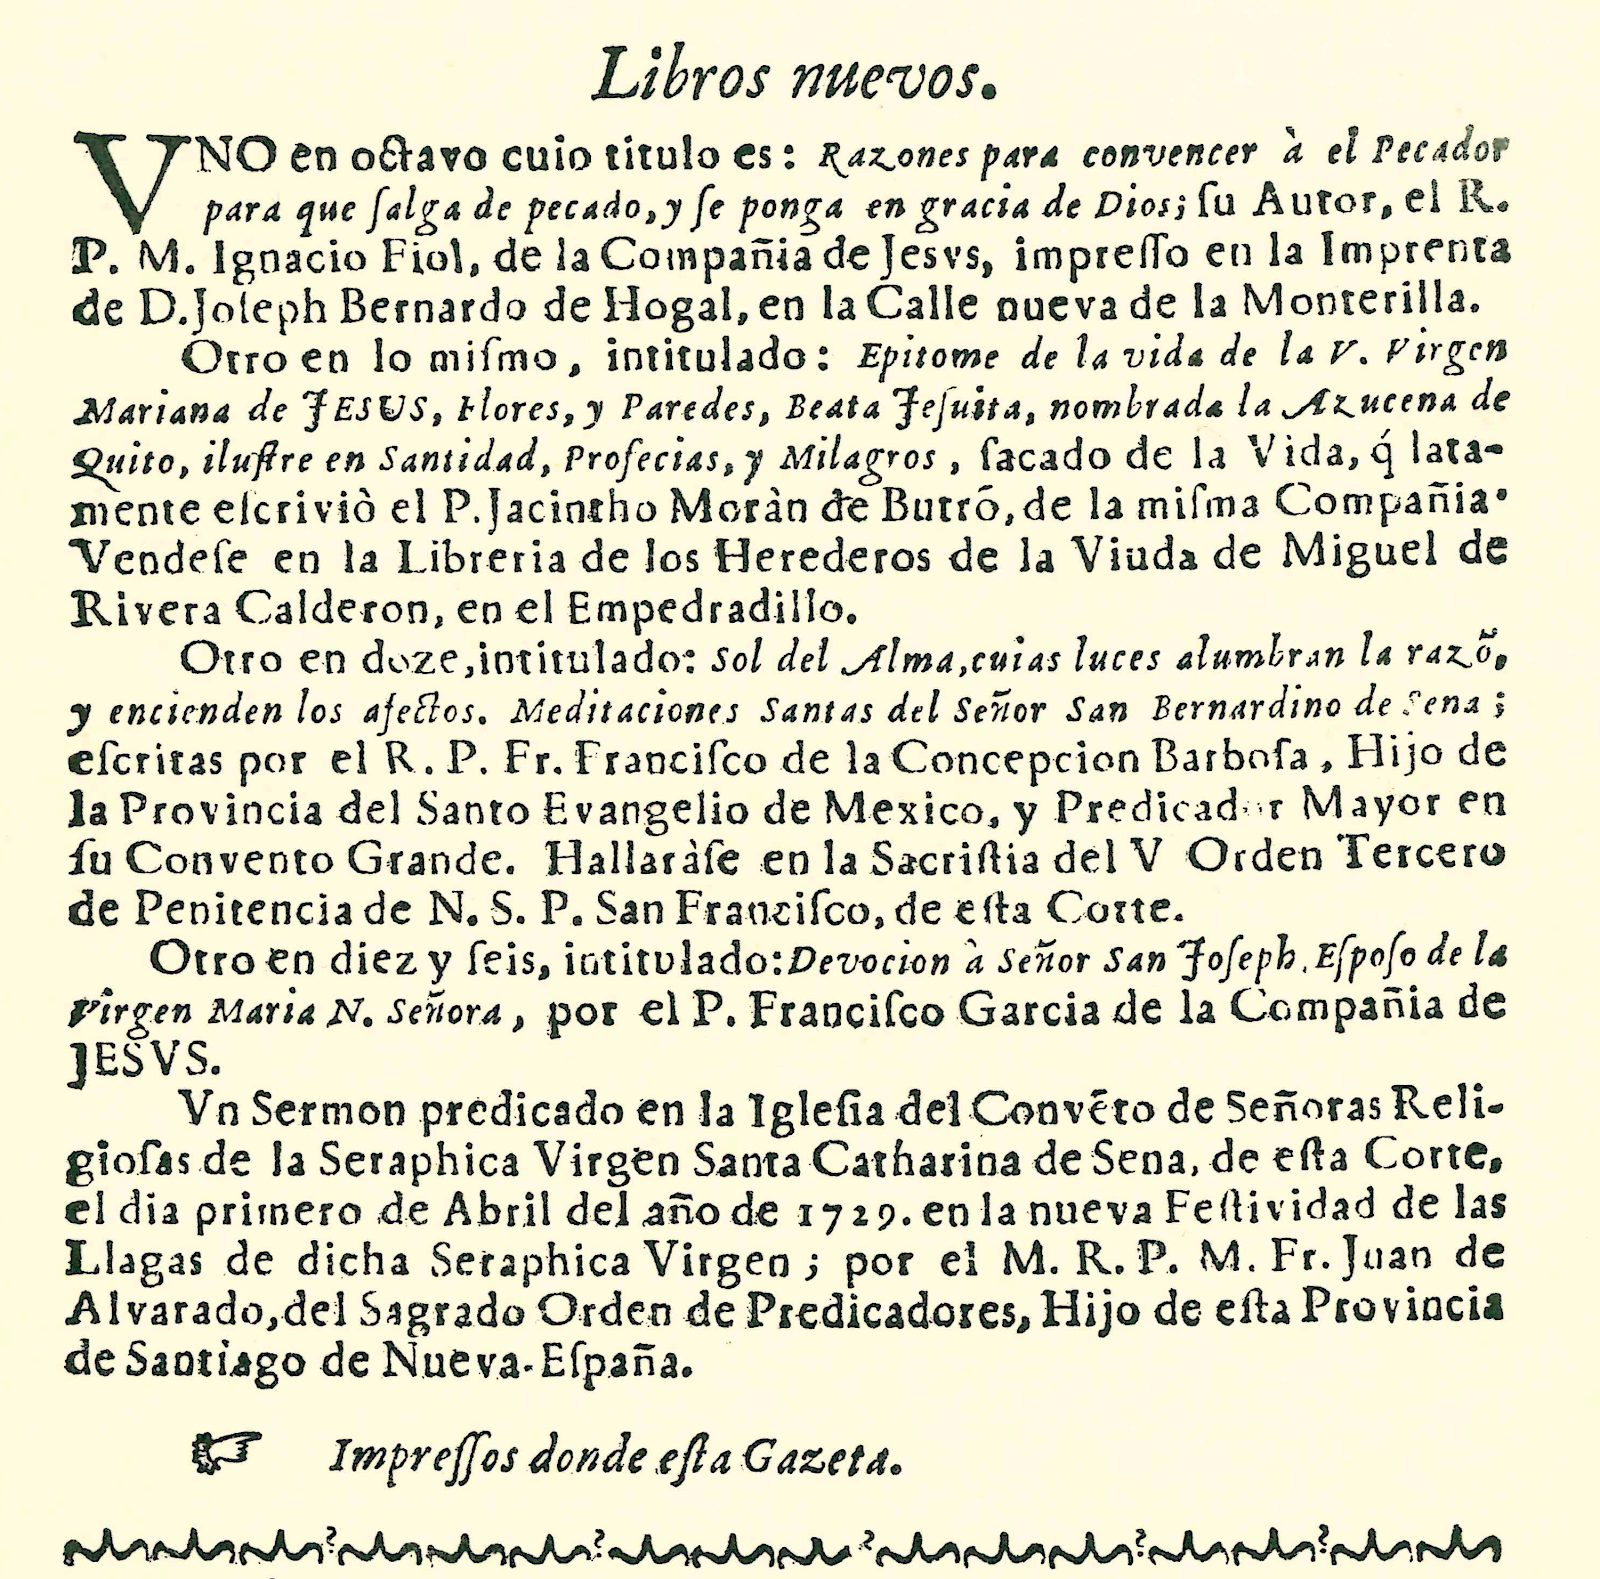 Libros nuevos.
VNO en octavo cuio titulo es: Razones para convencer à el Pecador
para que ſalga de pecado, y ſe ponga en gracia de Dios; ſu Autor, el R.
P. M. Ignacio Fiol, de la Compañia de Jesvs, impreſſo en la Imprenta
de D. Joſeph Bernardo de Hogal, en la Calle nueva de la Monterilla.
Otro en lo miſmo, intitulado: Epitome de la vida de la V. Virgen
Mariana de JESUS, Flores, y Paredes, Beata Jeſuita, nombrada la Azucena de
Quito, iluſtre en Santidad, Profecias, y Milagros, ſacado de la Vida, q́ lata-
mente eſcriviò el P. Jacintho Moràn de Butrõ, de la miſma Compañia.
Vendeſe en la Libreria de los Herederos de la Viuda de Miguel de
Rivera Calderon, en el Empedradillo.
Otro en doze, intitulado: Sol del Alma, cuias luces alumbran la razõ,
y encienden los afectos. Meditaciones Santas del Señor San Bernardino de Sena;
eſcritas por el R. P. Fr. Franciſco de la Concepcion Barboſa, Hijo de
la Provincia del Santo Evangelio de Mexico, y Predicador Mayor en
ſu Convento Grande. Hallaràſe en la Sacriſtia del V Orden Tercero
de Penitencia de N. S. P. San Franciſco, de eſta Corte.
Otro en diez y ſeis, intitulado: Devocion à Señor San Joſeph, Eſpoſo de la
Virgen Maria N. Señora, por el P. Franciſco Garcia de la Compañia de
JESVS.
Vn Sermon predicado en la Igleſia del Convẽto de Señoras Reli-
gioſas de la Seraphica Virgen Santa Catharina de Sena, de eſta Corte,
el dia primero de Abril del año de 1729. en la nueva Feſtividad de las
Llagas de dicha Seraphica Virgen; por el M. R. P. M. Fr. Juan de
Alvarado, del Sagrado Orden de Predicadores, Hijo de eſta Provincia
de Santiago de Nueva-Eſpaña.
☞ Impreſſos donde eſta Gazeta.